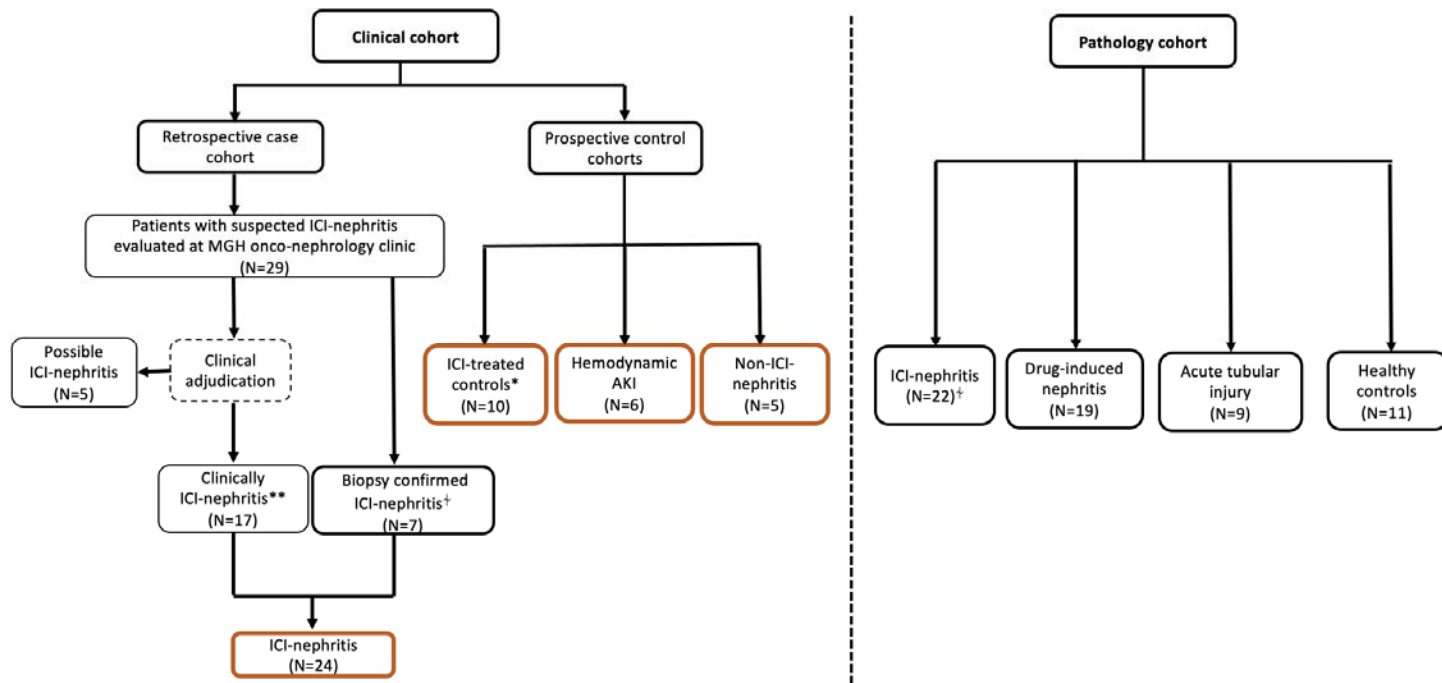 Clinical cohort
Retrospective case
cohort
Prospective control
cohorts
Patients with suspected ICI-nephritis
evaluated at MGH onco-nephrology clinic
(N=29)
Possible
ICI-nephritis
(N=5)
Clinical
adjudication
ICI-treated
controls*
(N=10)
Hemodynamic
AKI
(N=6)
Non-ICI-
nephritis
(N=5)
Clinically
ICI-nephritis**
(N=17)
Biopsy confirmed
ICI-nephritis⍭
(N=7)
ICI-nephritis
(N=24)
Pathology cohort
ICI-nephritis
(N=22)⍭
Drug-induced
nephritis
(N=19)
Acute tubular
injury
(N=9)
Healthy
controls
(N=11)